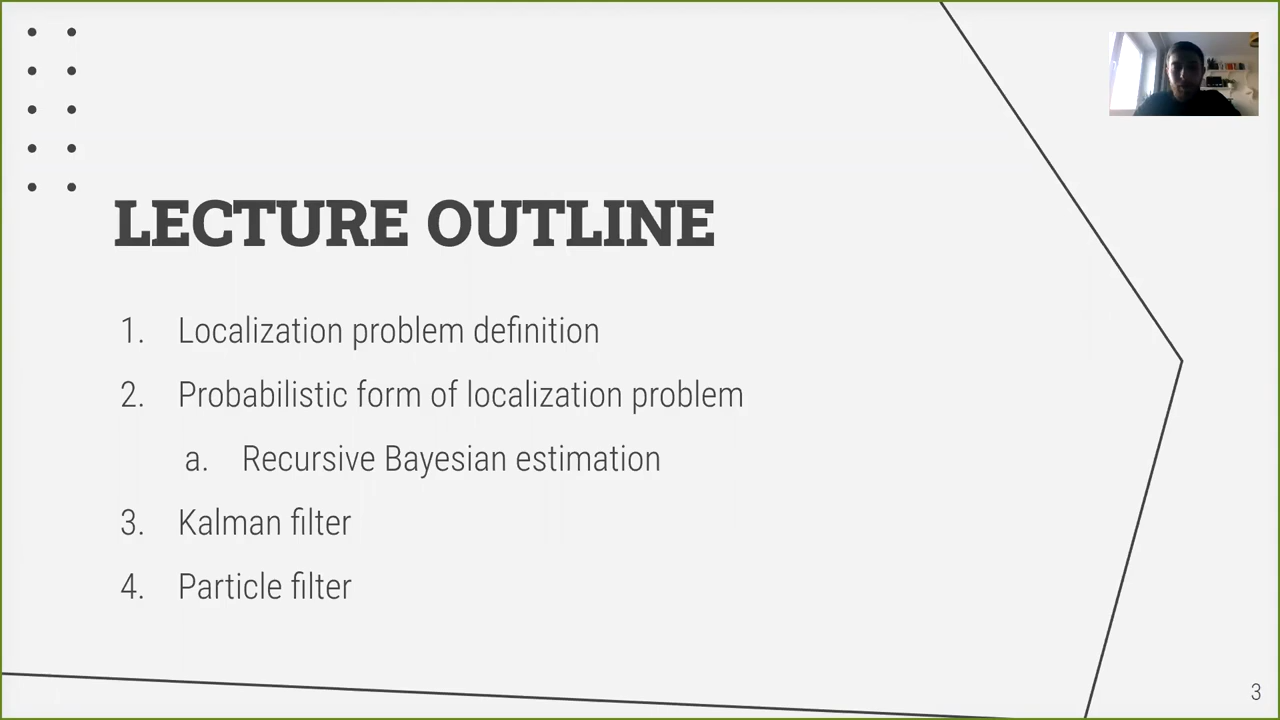 LECTURE OUTLINE
1. Localization problem definition
2. Probabilistic form of localization problem
a. Recursive Bayesian estimation
3. Kalman filter
4. Particle filter
3